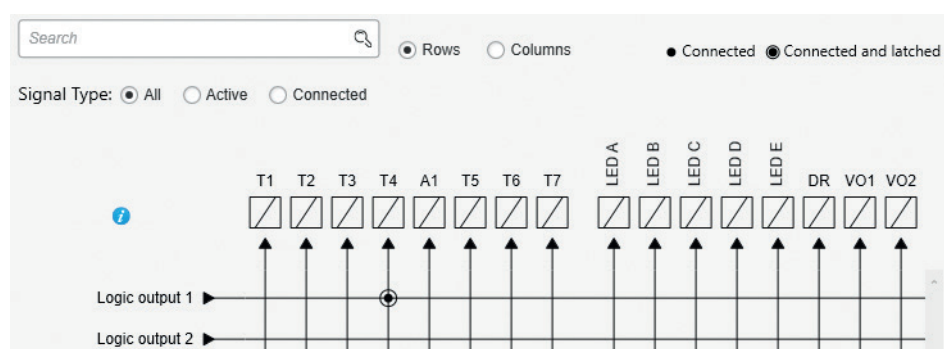 Search
Rows Columns Connected Connected and latched
Signal Type: All Active Connected
T1 T2 T3 T4 A1 T5 T6 T7 LED A LED B LED C LED D LED E DR VO1 VO2
i
Logic output 1
Logic output 2